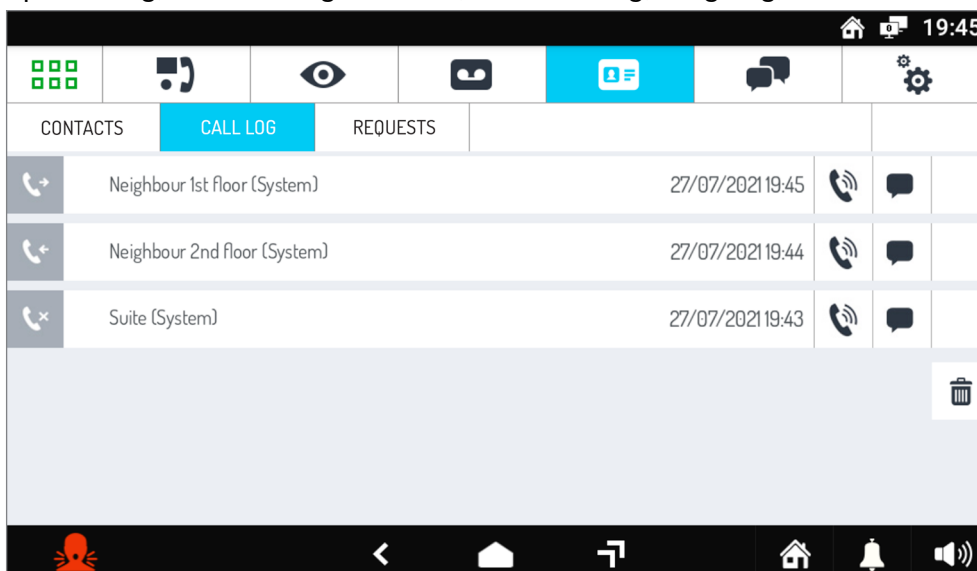 19:45
CONTACTS CALL LOG REQUESTS
Neighbour 1st floor (System) 27/07/2021 19:45
Neighbour 2nd floor (System) 27/07/2021 19:44
Suite (System) 27/07/2021 19:43